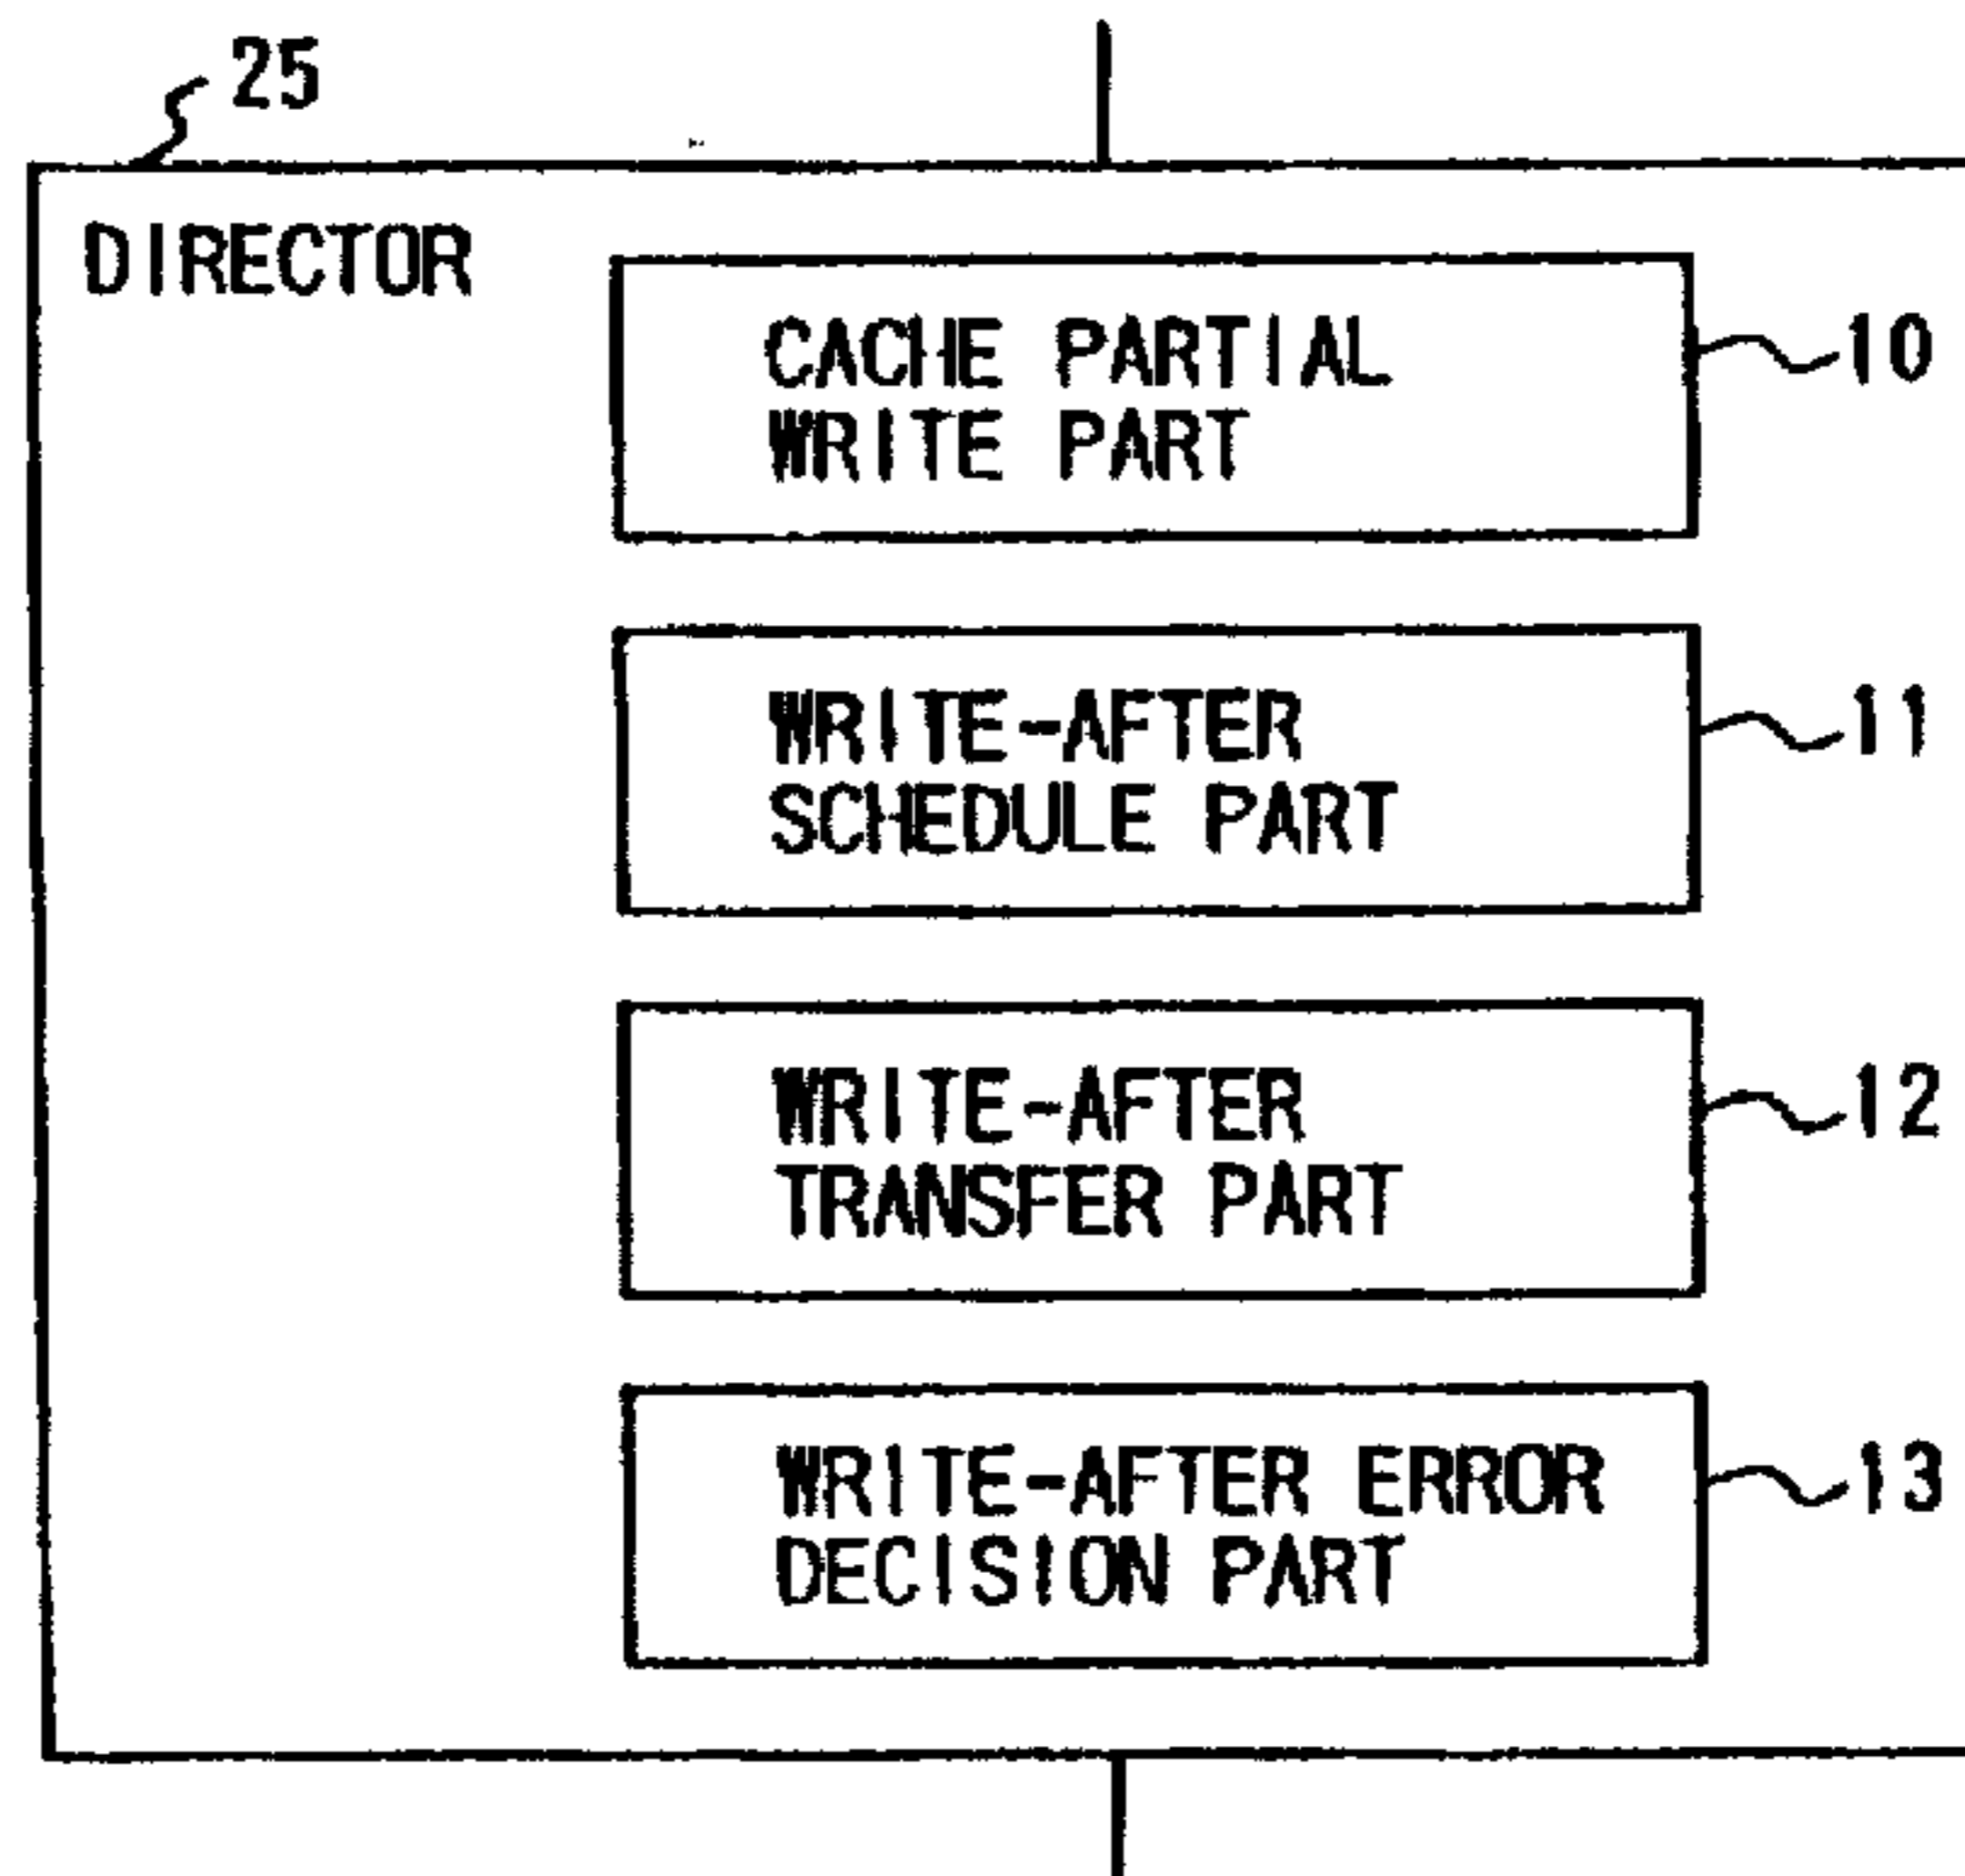 25
DIRECTOR
CACHE PARTIAL
WRITE PART
10
WRITE-AFTER
SCHEDULE PART
11
WRITE-AFTER
TRANSFER PART
12
WRITE-AFTER ERROR
DECISION PART
13